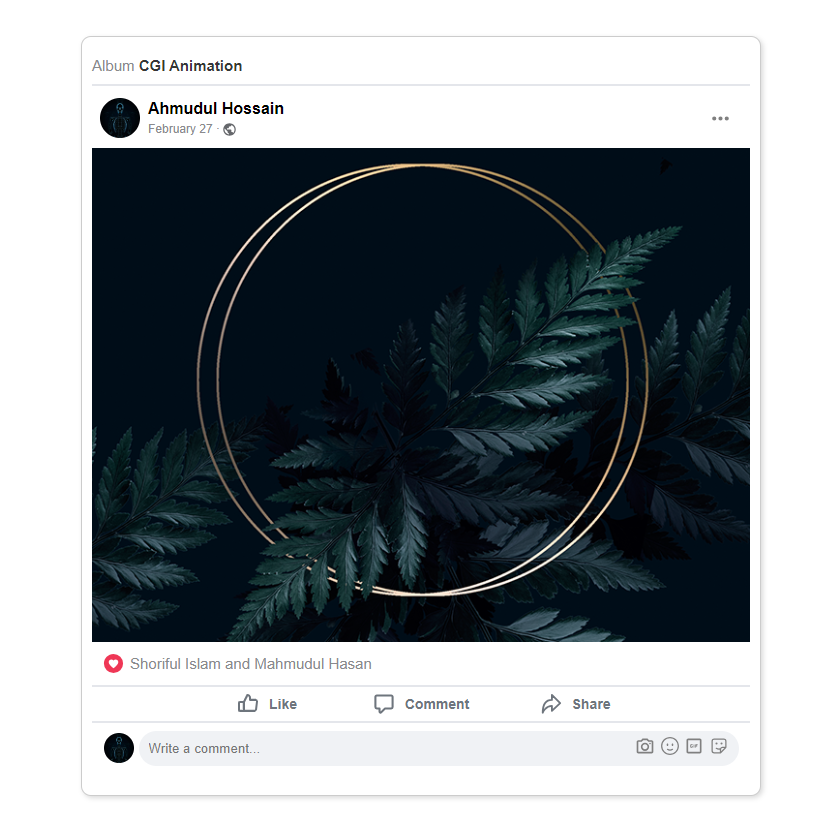 Album CGI Animation
Ahmudul Hossain
February 27 ·
Shoriful Islam and Mahmudul Hasan
Like Comment Share
Write a comment... GIF